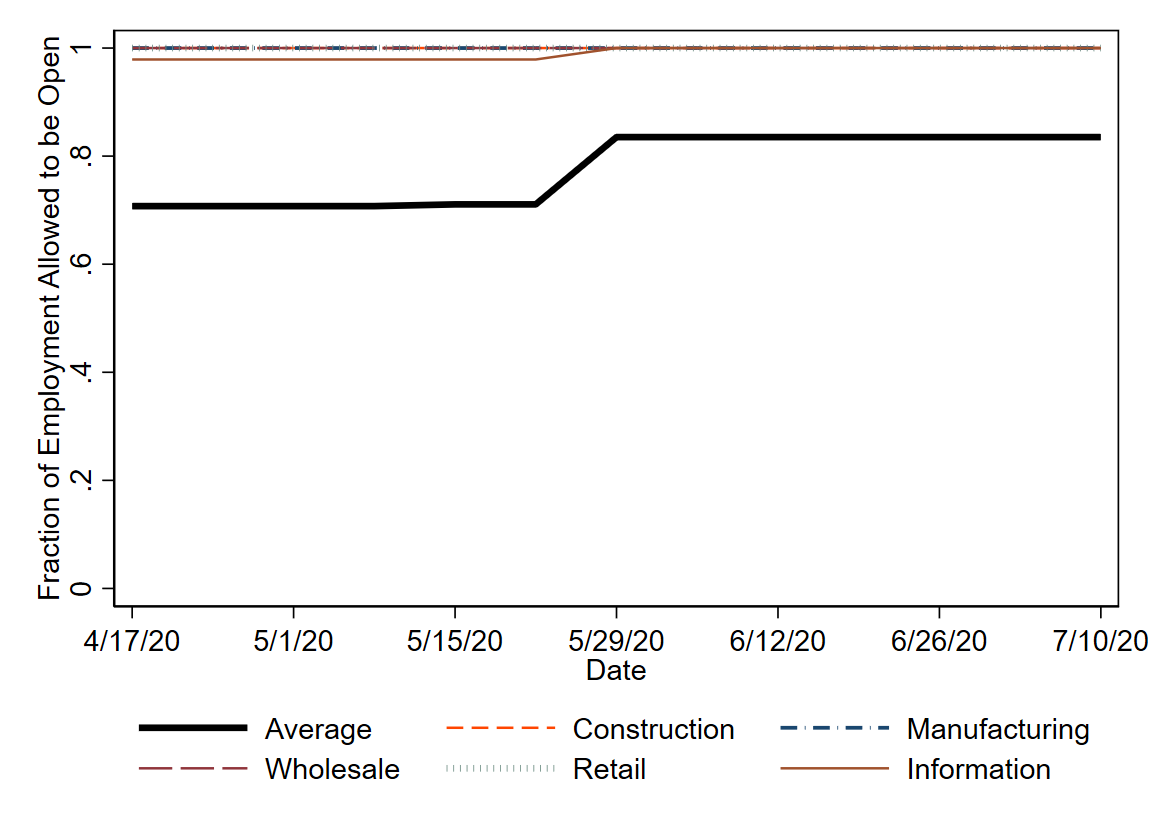 Fraction of Employment Allowed to be Open
1
.8
.6
.4
.2
0
4/17/20 5/1/20 5/15/20 5/29/20 6/12/20 6/26/20 7/10/20
Date
Average Construction Manufacturing
Wholesale Retail Information